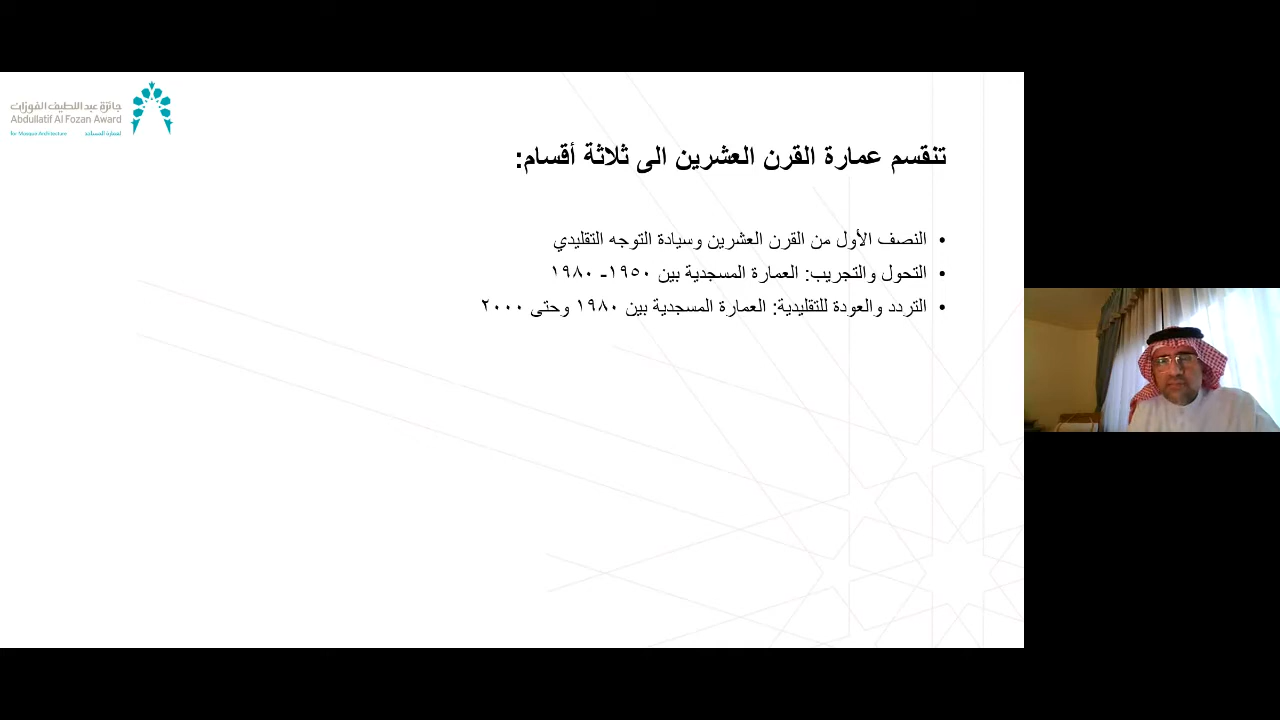 جائزة عبد اللطيف الفوزان
Abdullatif Al Fozan Award
for Mosque Architecture
لعمارة المساجد
تنقسم عمارة القرن العشرين الى ثلاثة أقسام:
• النصف الأول من القرن العشرين وسيادة التوجه التقليدي
• التحول والتجريب: العمارة المسجدية بين ١٩٥٠ـ ١٩٨٠
• التردد والعودة للتقليدية: العمارة المسجدية بين ١٩٨٠ وحتى ٢٠٠٠